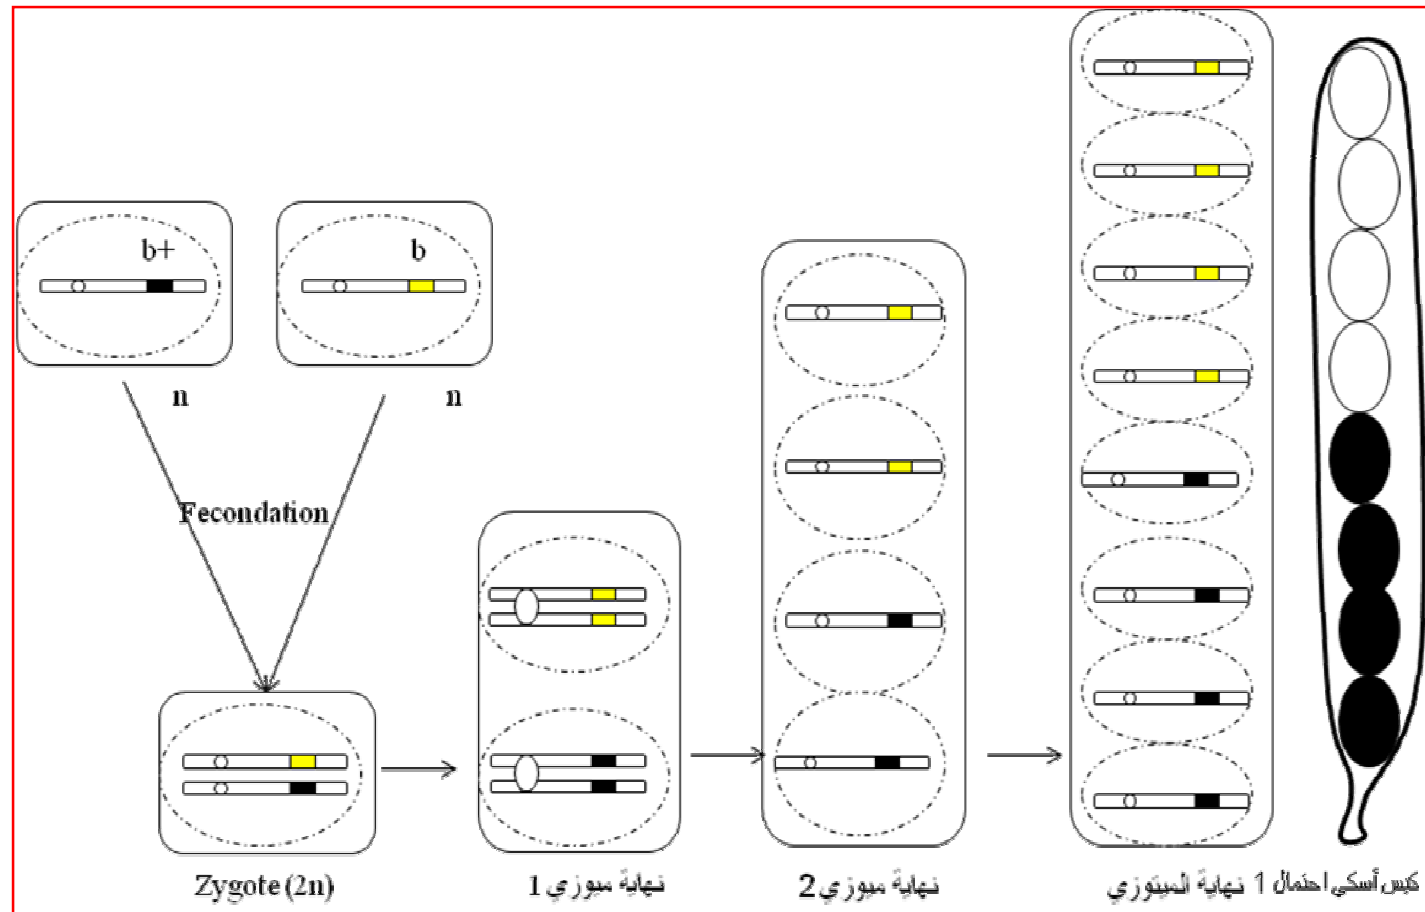 b+
b
n
n
Fecondation
Zygote (2n)
نهاية ميوزي 1
نهاية ميوزي 2
نهاية الميتوزي
كيس أسكي احتمال 1